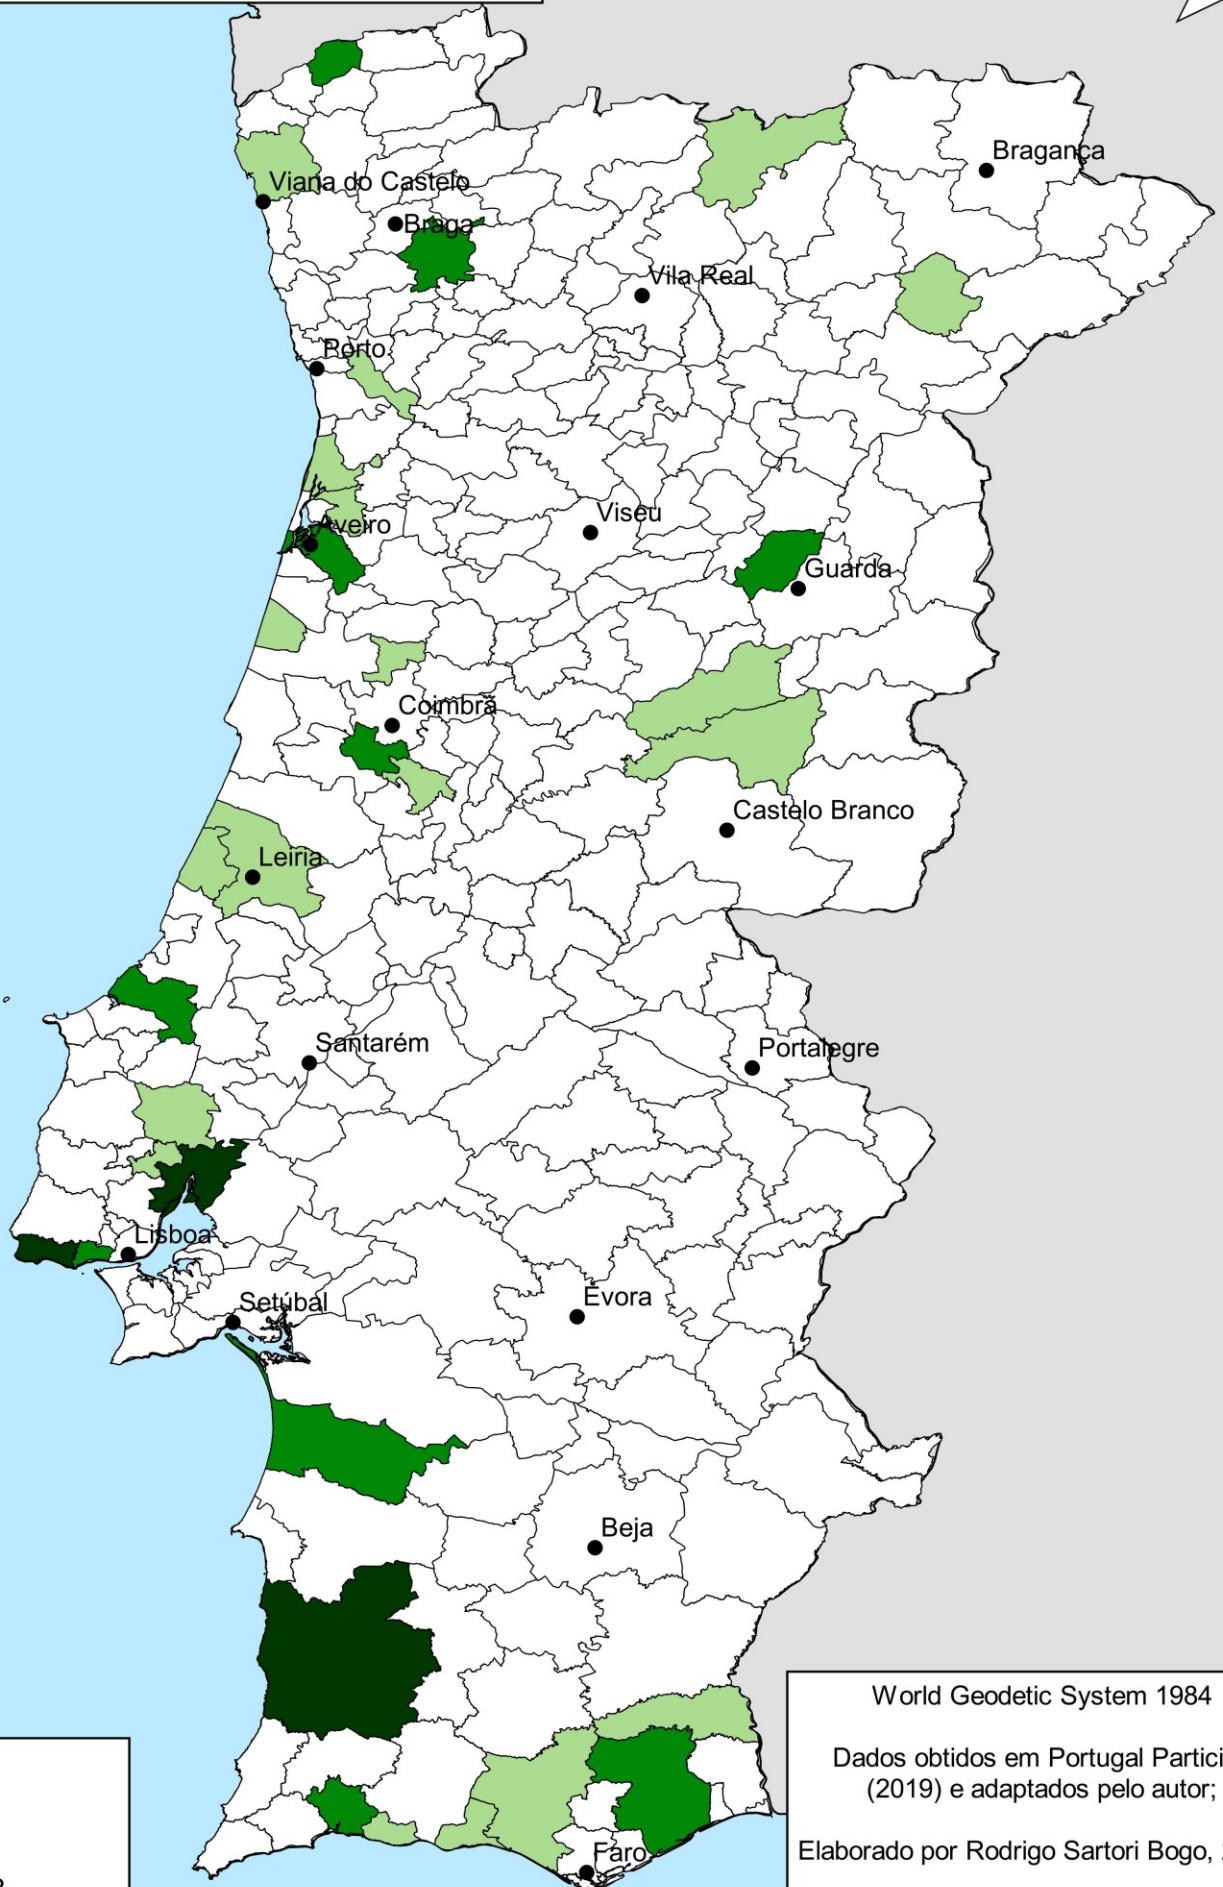 Bragança
Viana do Castelo
Braga
Vila Real
Porto
Viseu
Aveiro
Guarda
Coimbra
Castelo Branco
Leiria
Santarém
Portalegre
Lisboa
Évora
Setúbal
Beja
World Geodetic System 1984
Dados obtidos em Portugal Partici
(2019) e adaptados pelo autor;
Elaborado por Rodrigo Sartori Bogo,
Faro